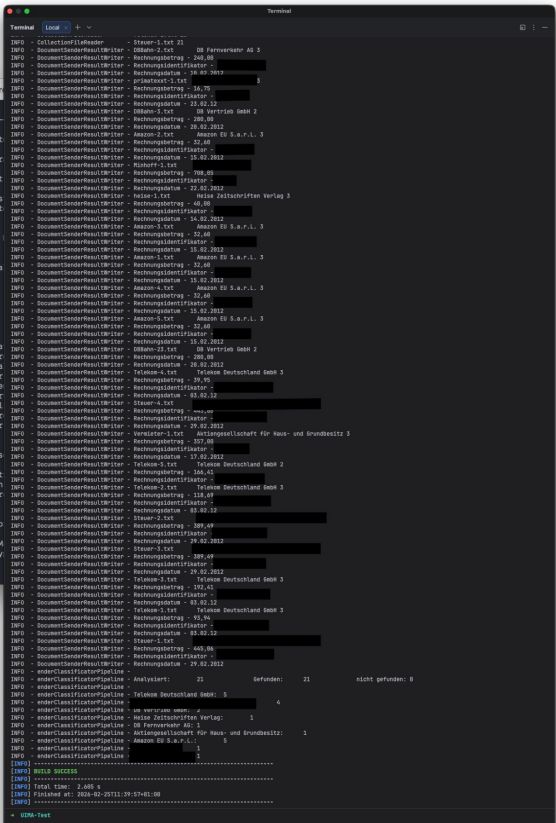 Terminal
Terminal Local × +
INFO - CollectionFileReader - Steuer-1.txt 21
INFO - DocumentSenderResultWriter - DBBahn-2.txt DB Fernverkehr AG 3
INFO - DocumentSenderResultWriter - Rechnungsbetrag - 240,00
INFO - DocumentSenderResultWriter - Rechnungsidentifikator -
INFO - DocumentSenderResultWriter - Rechnungsdatum - 20.02.2012
INFO - DocumentSenderResultWriter - primatexxt-1.txt 3
INFO - DocumentSenderResultWriter - Rechnungsbetrag - 16,75
INFO - DocumentSenderResultWriter - Rechnungsidentifikator -
INFO - DocumentSenderResultWriter - Rechnungsdatum - 23.02.12
INFO - DocumentSenderResultWriter - DBBahn-3.txt DB Vertrieb GmbH 2
INFO - DocumentSenderResultWriter - Rechnungsbetrag - 280,00
INFO - DocumentSenderResultWriter - Rechnungsdatum - 20.02.2012
INFO - DocumentSenderResultWriter - Amazon-2.txt Amazon EU S.a.r.L. 3
INFO - DocumentSenderResultWriter - Rechnungsbetrag - 32,60
INFO - DocumentSenderResultWriter - Rechnungsidentifikator -
INFO - DocumentSenderResultWriter - Rechnungsdatum - 15.02.2012
INFO - DocumentSenderResultWriter - Minhoff-1.txt
INFO - DocumentSenderResultWriter - Rechnungsbetrag - 708,05
INFO - DocumentSenderResultWriter - Rechnungsidentifikator -
INFO - DocumentSenderResultWriter - Rechnungsdatum - 22.02.2012
INFO - DocumentSenderResultWriter - heise-1.txt Heise Zeitschriften Verlag 3
INFO - DocumentSenderResultWriter - Rechnungsbetrag - 40,00
INFO - DocumentSenderResultWriter - Rechnungsidentifikator -
INFO - DocumentSenderResultWriter - Rechnungsdatum - 14.02.2012
INFO - DocumentSenderResultWriter - Amazon-3.txt Amazon EU S.a.r.L. 3
INFO - DocumentSenderResultWriter - Rechnungsbetrag - 32,60
INFO - DocumentSenderResultWriter - Rechnungsidentifikator -
INFO - DocumentSenderResultWriter - Rechnungsdatum - 15.02.2012
INFO - DocumentSenderResultWriter - Amazon-1.txt Amazon EU S.a.r.L. 3
INFO - DocumentSenderResultWriter - Rechnungsbetrag - 32,60
INFO - DocumentSenderResultWriter - Rechnungsidentifikator -
INFO - DocumentSenderResultWriter - Rechnungsdatum - 15.02.2012
INFO - DocumentSenderResultWriter - Amazon-4.txt Amazon EU S.a.r.L. 3
INFO - DocumentSenderResultWriter - Rechnungsbetrag - 32,60
INFO - DocumentSenderResultWriter - Rechnungsidentifikator -
INFO - DocumentSenderResultWriter - Rechnungsdatum - 15.02.2012
INFO - DocumentSenderResultWriter - Amazon-5.txt Amazon EU S.a.r.L. 3
INFO - DocumentSenderResultWriter - Rechnungsbetrag - 32,60
INFO - DocumentSenderResultWriter - Rechnungsidentifikator -
INFO - DocumentSenderResultWriter - Rechnungsdatum - 15.02.2012
INFO - DocumentSenderResultWriter - DBBahn-23.txt DB Vertrieb GmbH 2
INFO - DocumentSenderResultWriter - Rechnungsbetrag - 280,00
INFO - DocumentSenderResultWriter - Rechnungsdatum - 20.02.2012
INFO - DocumentSenderResultWriter - Telekom-4.txt Telekom Deutschland GmbH 3
INFO - DocumentSenderResultWriter - Rechnungsbetrag - 39,95
INFO - DocumentSenderResultWriter - Rechnungsidentifikator -
INFO - DocumentSenderResultWriter - Rechnungsdatum - 03.02.12
INFO - DocumentSenderResultWriter - Steuer-4.txt
INFO - DocumentSenderResultWriter - Rechnungsbetrag -
INFO - DocumentSenderResultWriter - Rechnungsidentifikator -
INFO - DocumentSenderResultWriter - Rechnungsdatum - 29.02.2012
INFO - DocumentSenderResultWriter - Vermieter-1.txt Aktiengesellschaft für Haus- und Grundbesitz 3
INFO - DocumentSenderResultWriter - Rechnungsbetrag - 357,00
INFO - DocumentSenderResultWriter - Rechnungsidentifikator -
INFO - DocumentSenderResultWriter - Rechnungsdatum - 17.02.2012
INFO - DocumentSenderResultWriter - Telekom-5.txt Telekom Deutschland GmbH 2
INFO - DocumentSenderResultWriter - Rechnungsbetrag - 166,41
INFO - DocumentSenderResultWriter - Rechnungsidentifikator -
INFO - DocumentSenderResultWriter - Telekom-2.txt Telekom Deutschland GmbH 3
INFO - DocumentSenderResultWriter - Rechnungsbetrag - 118,69
INFO - DocumentSenderResultWriter - Rechnungsidentifikator -
INFO - DocumentSenderResultWriter - Rechnungsdatum - 03.02.12
INFO - DocumentSenderResultWriter - Steuer-2.txt
INFO - DocumentSenderResultWriter - Rechnungsbetrag - 389,49
INFO - DocumentSenderResultWriter - Rechnungsidentifikator
INFO - DocumentSenderResultWriter - Rechnungsdatum - 29.02.2012
INFO - DocumentSenderResultWriter - Steuer-3.txt
INFO - DocumentSenderResultWriter - Rechnungsbetrag - 389,49
INFO - DocumentSenderResultWriter - Rechnungsidentifikator -
INFO - DocumentSenderResultWriter - Rechnungsdatum - 29.02.2012
INFO - DocumentSenderResultWriter - Telekom-3.txt Telekom Deutschland GmbH 3
INFO - DocumentSenderResultWriter - Rechnungsbetrag - 192,41
INFO - DocumentSenderResultWriter - Rechnungsidentifikator -
INFO - DocumentSenderResultWriter - Rechnungsdatum - 03.02.12
INFO - DocumentSenderResultWriter - Telekom-1.txt Telekom Deutschland GmbH 3
INFO - DocumentSenderResultWriter - Rechnungsbetrag - 93,94
INFO - DocumentSenderResultWriter - Rechnungsidentifikator -
INFO - DocumentSenderResultWriter - Rechnungsdatum - 03.02.12
INFO - DocumentSenderResultWriter - Steuer-1.txt
INFO - DocumentSenderResultWriter - Rechnungsbetrag - 445,06
INFO - DocumentSenderResultWriter - Rechnungsidentifikator -
INFO - DocumentSenderResultWriter - Rechnungsdatum - 29.02.2012
INFO - enderClassificatorPipeline -
INFO - enderClassificatorPipeline - Analysiert: 21 Gefunden: 21 nicht gefunden: 0
INFO - enderClassificatorPipeline -
INFO - enderClassificatorPipeline - Telekom Deutschland GmbH: 5
INFO - enderClassificatorPipeline - 4
INFO - enderClassificatorPipeline - DB Vertrieb GmbH: 2
INFO - enderClassificatorPipeline - Heise Zeitschriften Verlag: 1
INFO - enderClassificatorPipeline - DB Fernverkehr AG: 1
INFO - enderClassificatorPipeline - Aktiengesellschaft für Haus- und Grundbesitz: 1
INFO - enderClassificatorPipeline - Amazon EU S.a.r.L.: 5
INFO - enderClassificatorPipeline - 1
INFO - enderClassificatorPipeline - 1
[INFO] ------------------------------------------------------------------------
[INFO] BUILD SUCCESS
[INFO] ------------------------------------------------------------------------
[INFO] Total time: 2.605 s
[INFO] Finished at: 2026-02-25T11:39:57+01:00
[INFO] ------------------------------------------------------------------------
UIMA-Test